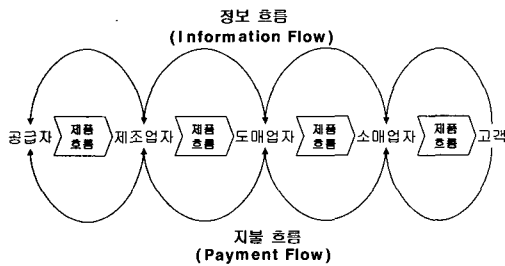 정보 흐름
(Information Flow)
공급자 제품 흐름 제조업자 제품 흐름 도매업자 제품 흐름 소매업자 제품 흐름 고객
지불 흐름
(Payment Flow)